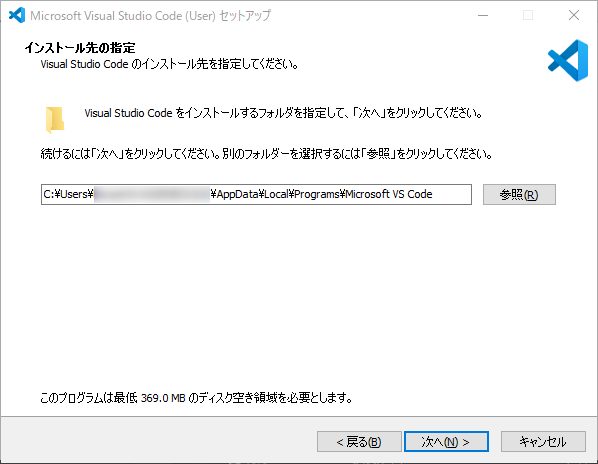 Microsoft Visual Studio Code (User) セットアップ
インストール先の指定
Visual Studio Code のインストール先を指定してください。
Visual Studio Code をインストールするフォルダを指定して、「次へ」をクリックしてください。
続けるには「次へ」をクリックしてください。別のフォルダーを選択するには「参照」をクリックしてください。
C:¥Users¥ ¥AppData¥Local¥Programs¥Microsoft VS Code
参照(R)
このプログラムは最低 369.0 MB のディスク空き領域を必要とします。
< 戻る(B)
次へ(N) >
キャンセル